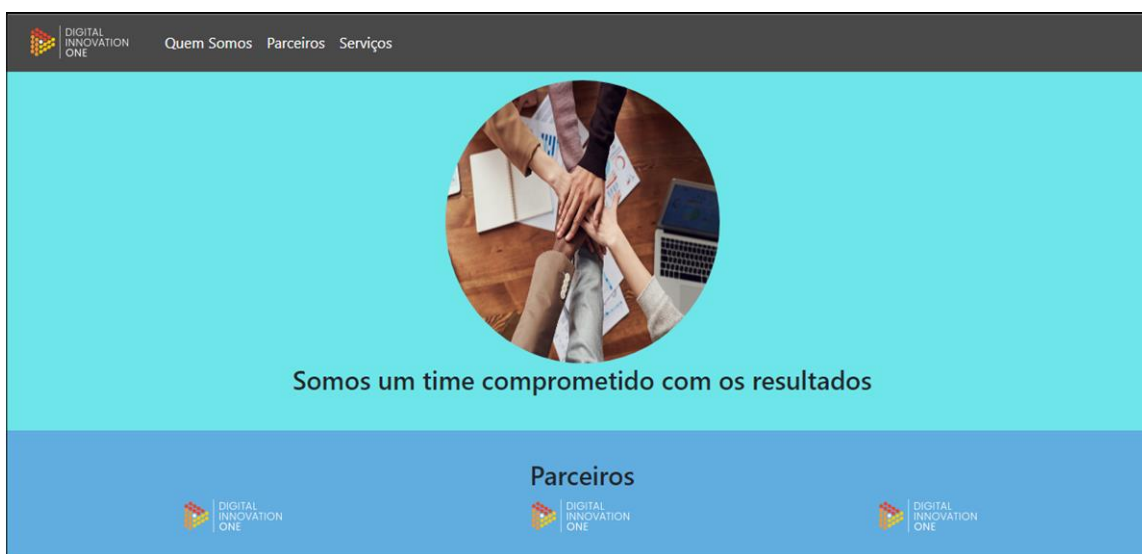 DIGITAL
INNOVATION
ONE
Quem Somos Parceiros Serviços
Somos um time comprometido com os resultados
Parceiros
DIGITAL
INNOVATION
ONE
DIGITAL
INNOVATION
ONE
DIGITAL
INNOVATION
ONE